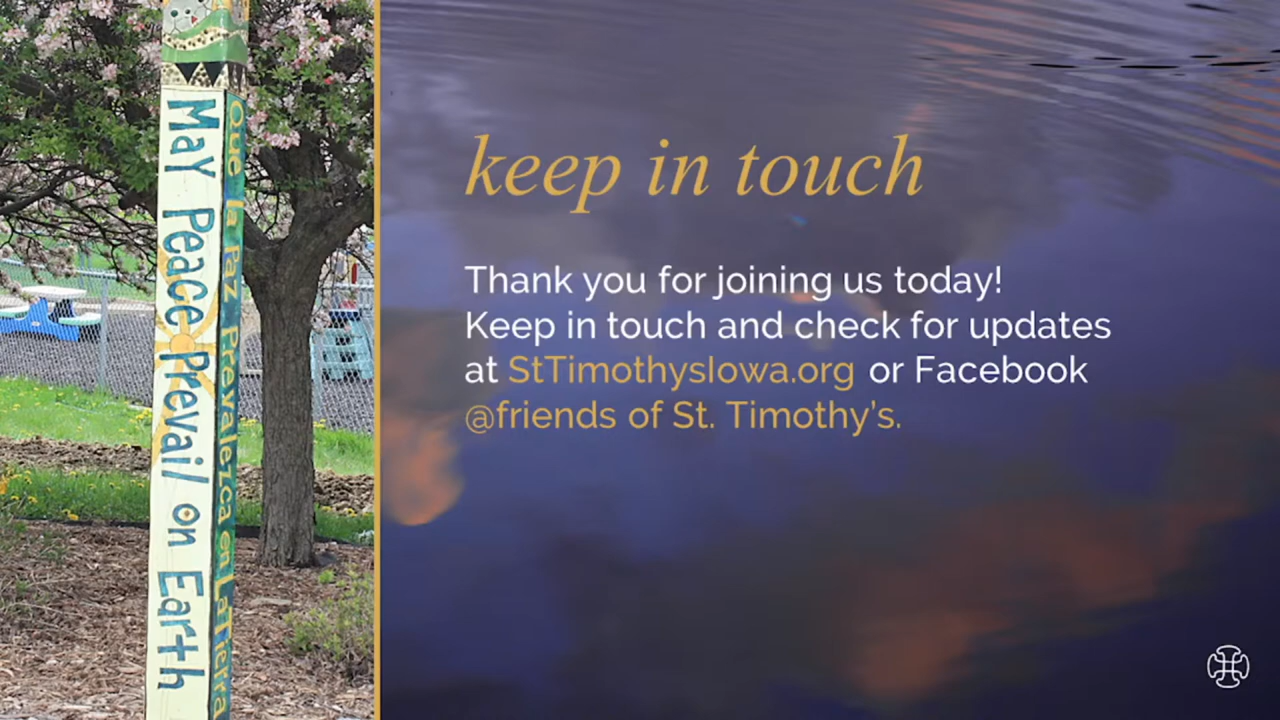 May Peace Prevail on Earth
Que la Paz Prevalezca en La Tierra
keep in touch
Thank you for joining us today!
Keep in touch and check for updates
at StTimothysIowa.org or Facebook
@friends of St. Timothy's.